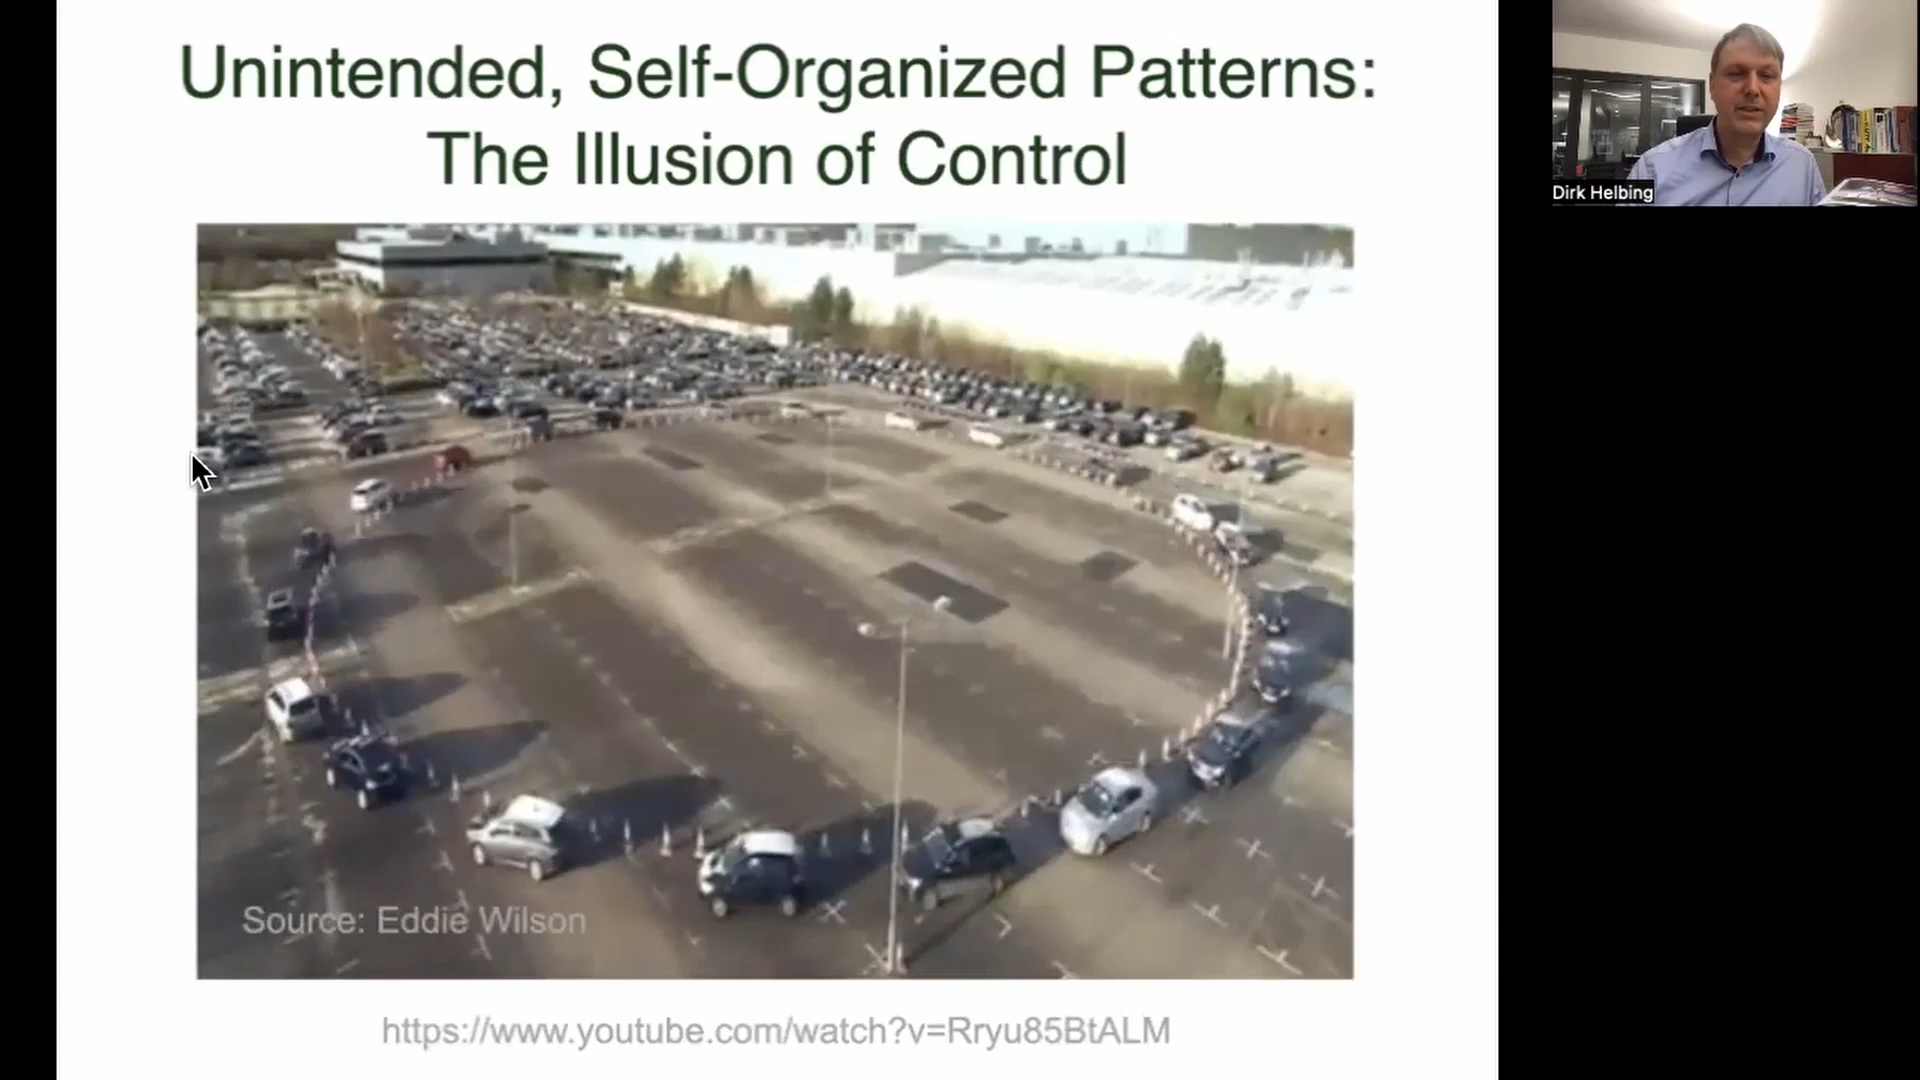 Unintended, Self-Organized Patterns:
The Illusion of Control
Dirk Helbing
Source: Eddie Wilson
https://www.youtube.com/watch?v=Rryu85BtALM